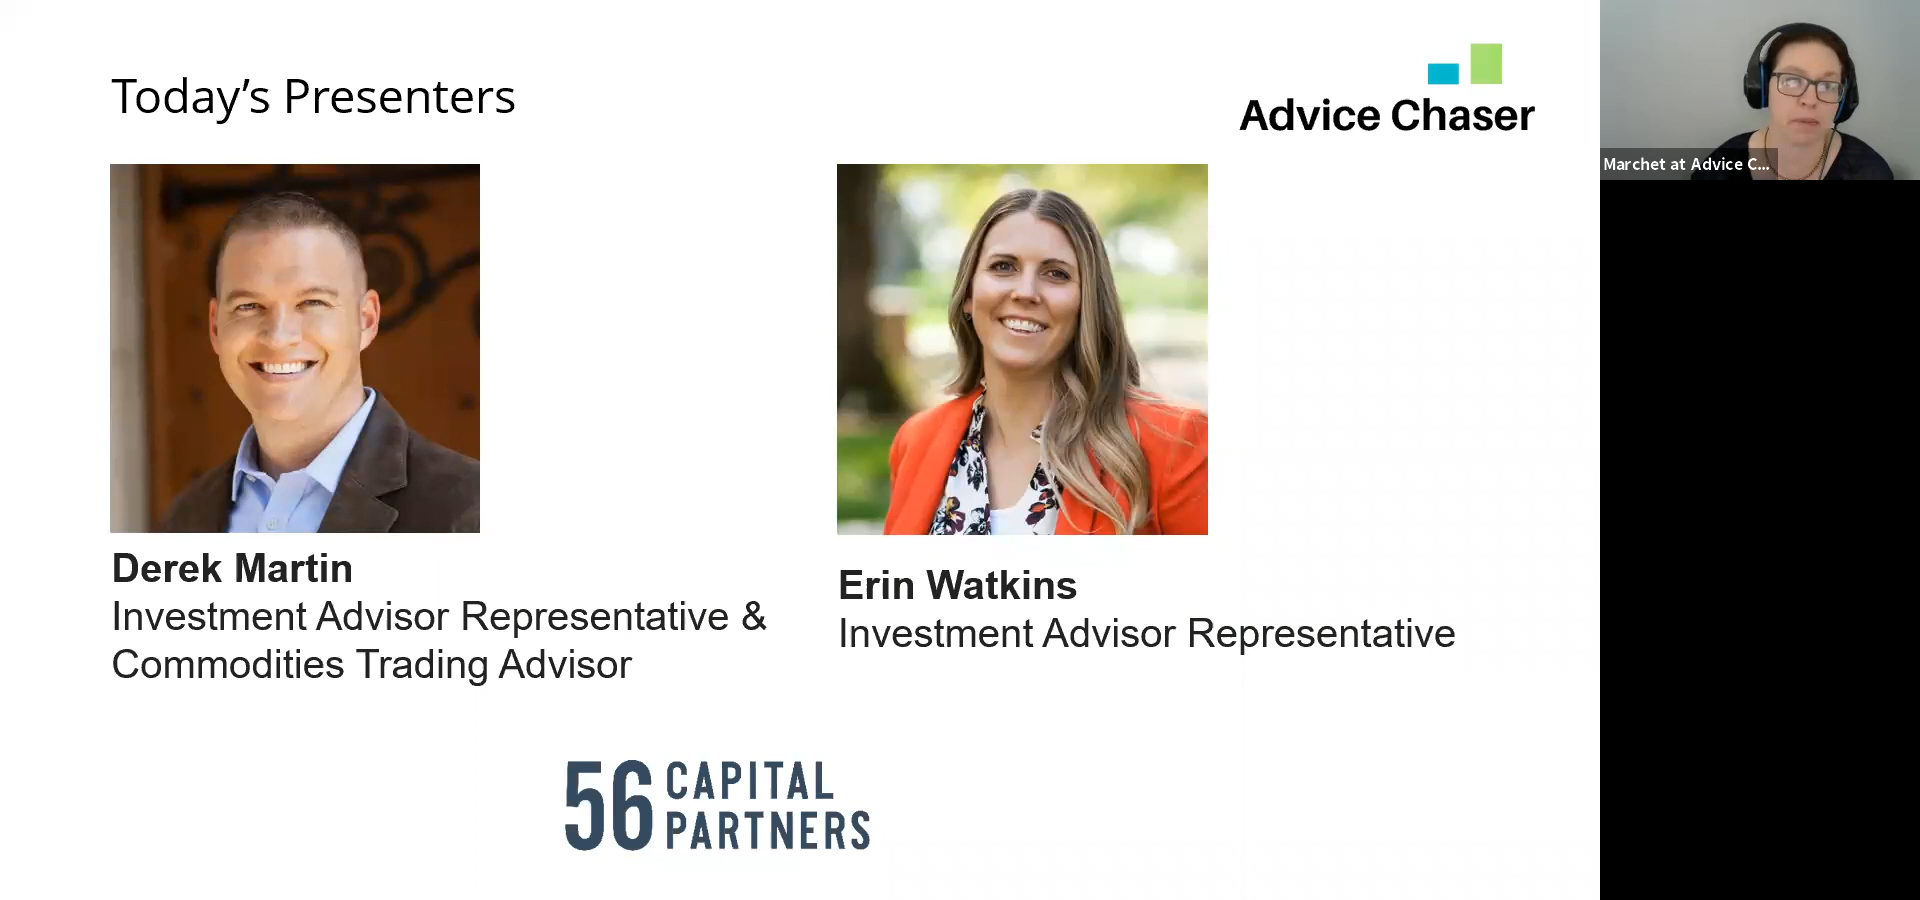 Today’s Presenters
Advice Chaser
Marchet at Advice C...
Derek Martin
Investment Advisor Representative &
Commodities Trading Advisor
Erin Watkins
Investment Advisor Representative
56 CAPITAL
PARTNERS